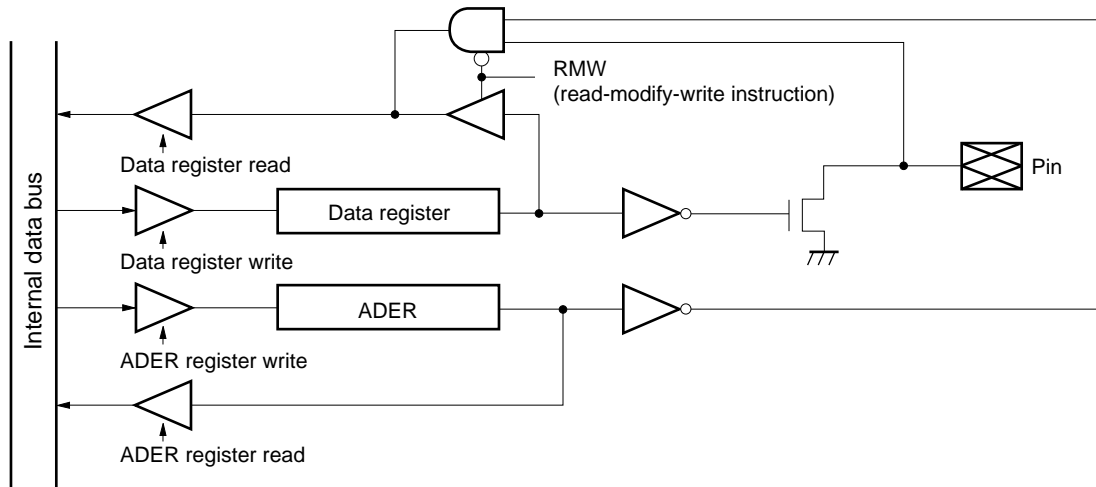 RMW
(read-modify-write instruction)
Data register read
Pin
Data register
Internal data bus
Data register write
ADER
ADER register write
ADER register read